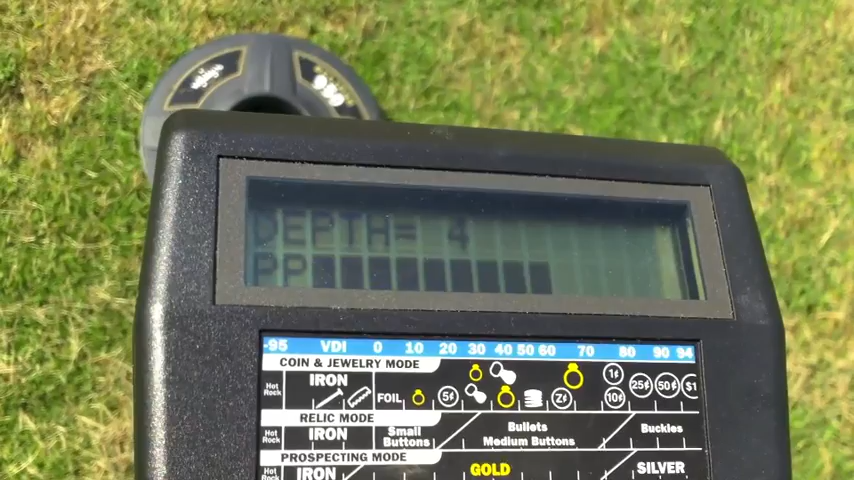 DEPTH= 4
PP
-95 VDI 0 10 20 30 40 50 60 70 80 90 94
COIN & JEWELRY MODE
Hot Rock IRON FOIL 5¢ Z¢ 1¢ 10¢ 25¢ 50¢ $1
RELIC MODE
Hot Rock IRON Small Buttons Bullets Medium Buttons Buckles
PROSPECTING MODE
Hot Rock IRON GOLD SILVER